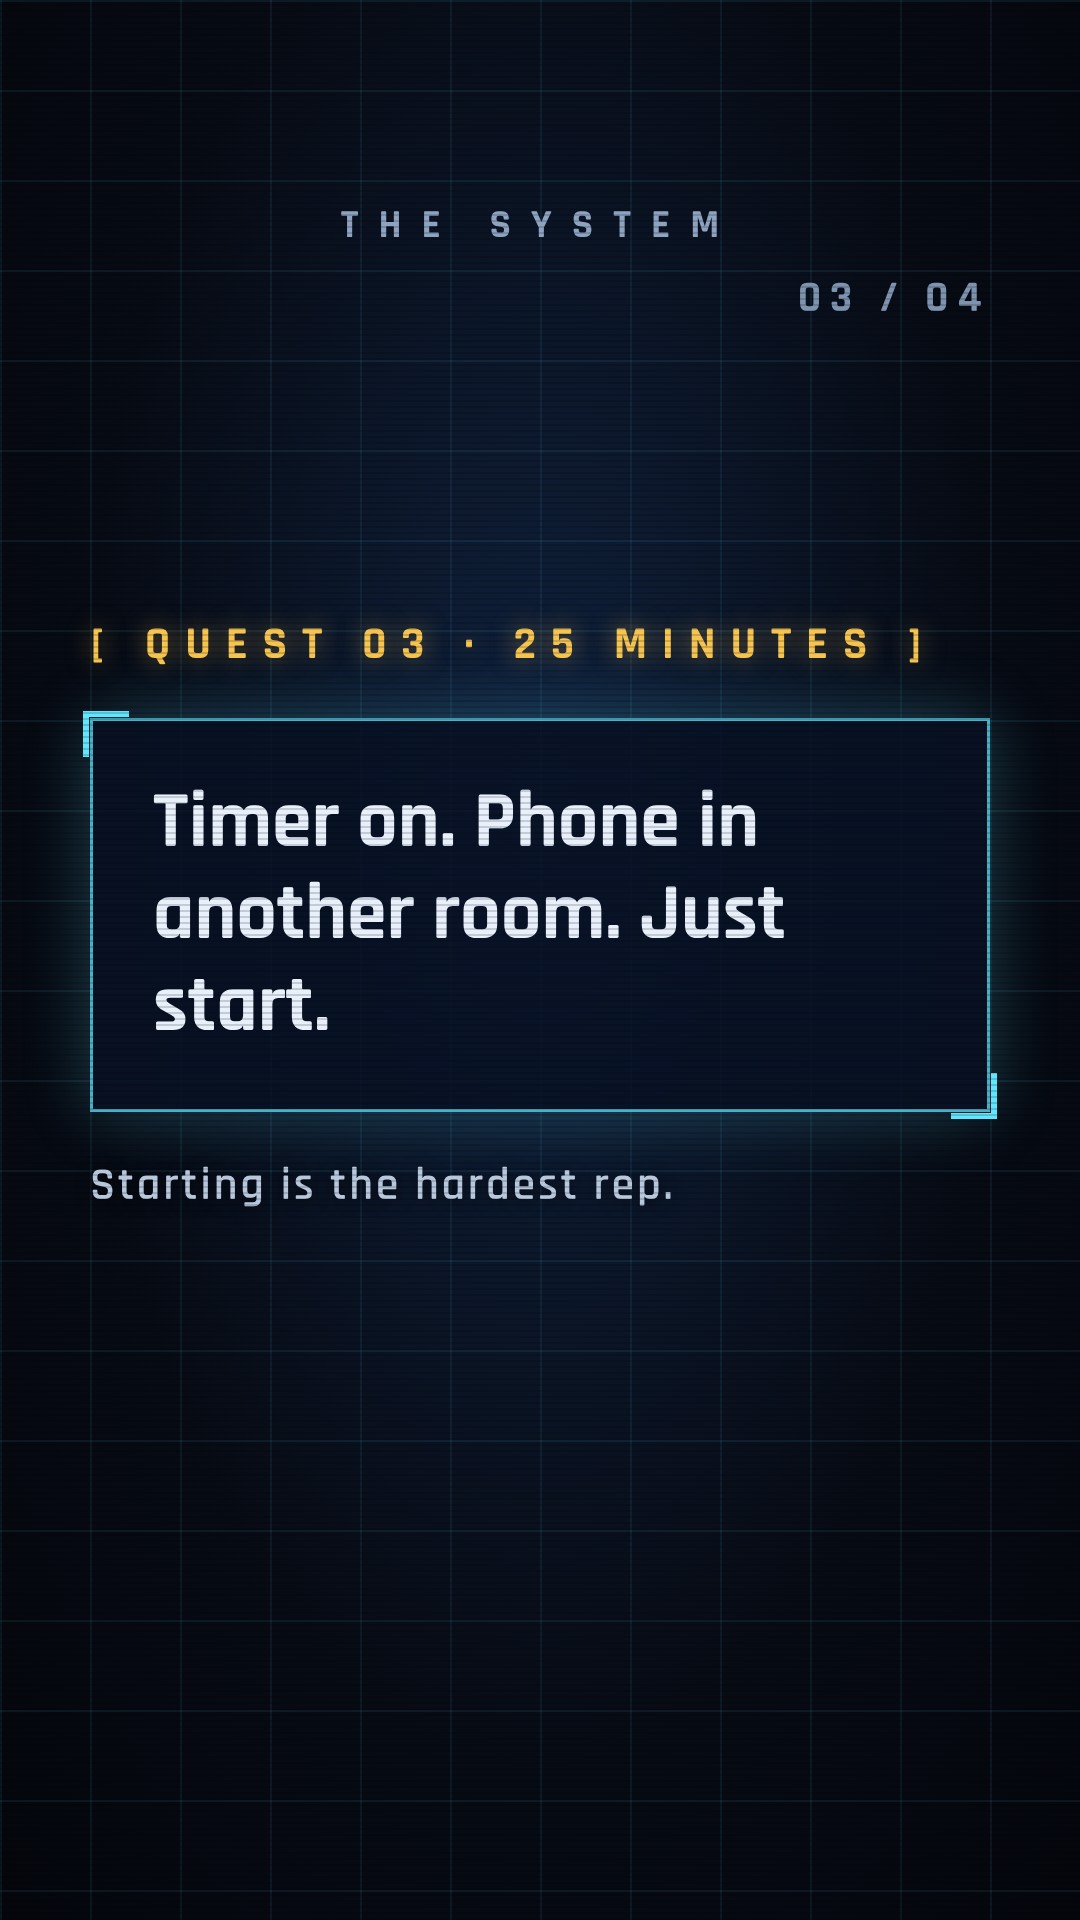 THE SYSTEM
03 / 04
[ QUEST 03 · 25 MINUTES ]
Timer on. Phone in
another room. Just
start.
Starting is the hardest rep.